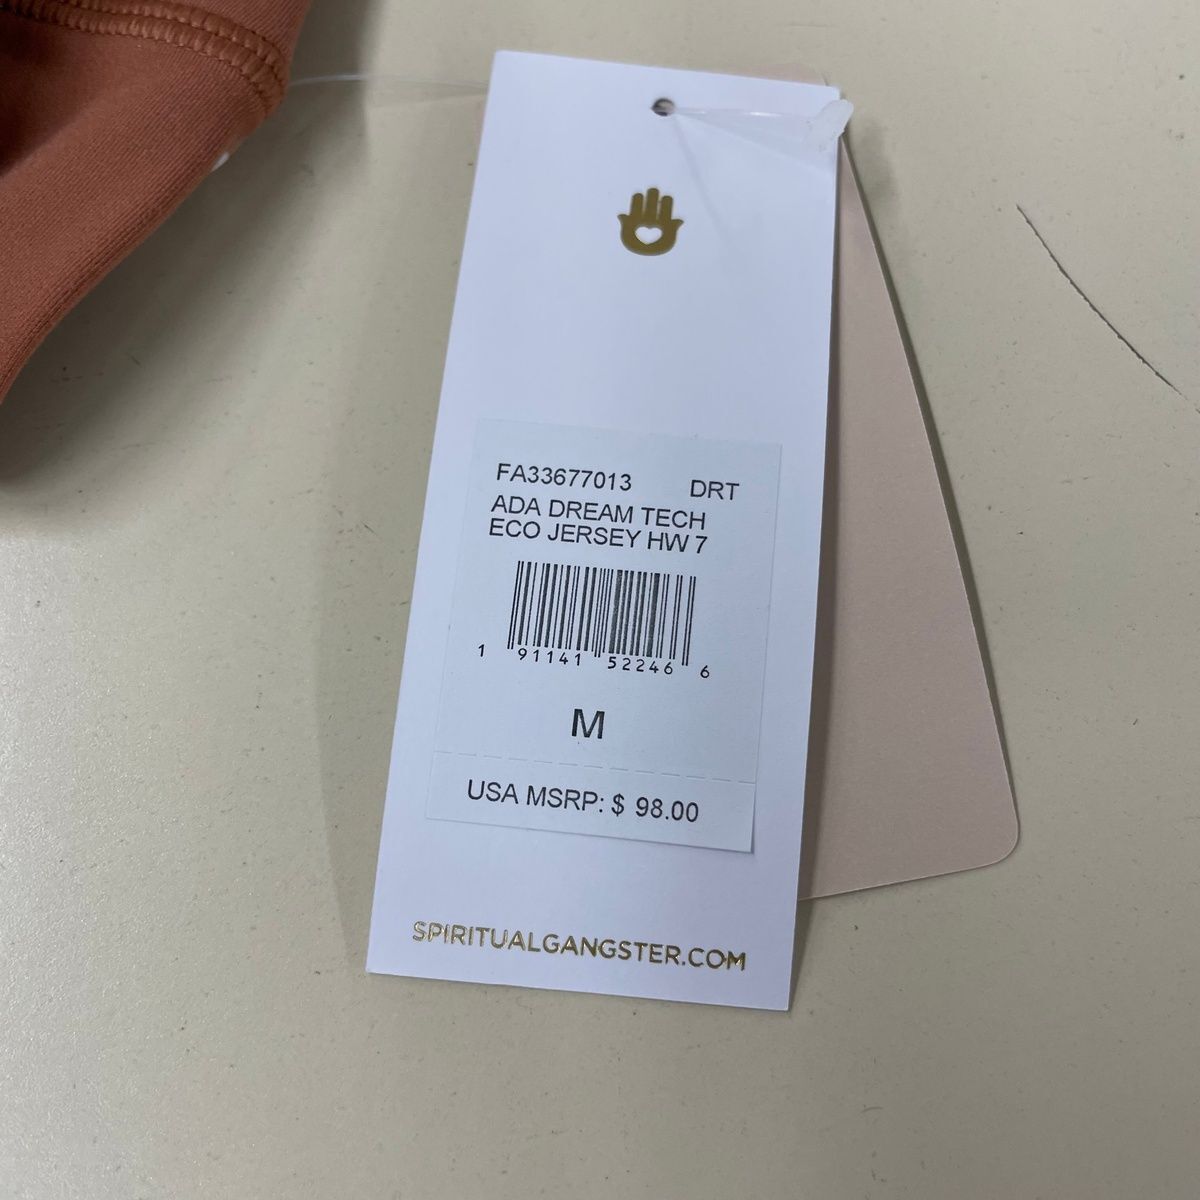 FA33677013 DRT
ADA DREAM TECH
ECO JERSEY HW 7
1 91141 52246 6
M
USA MSRP: $ 98.00
SPIRITUALGANGSTER.COM